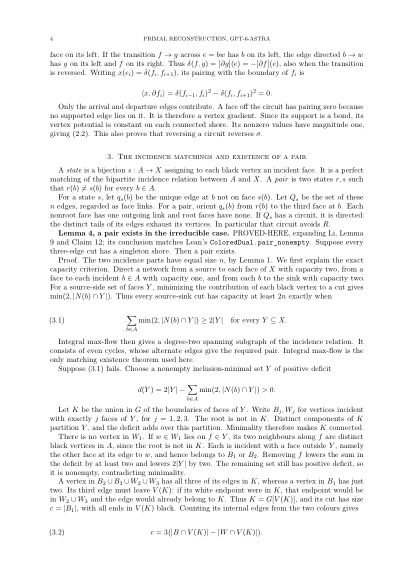 4 PRIMAL RECONSTRUCTION, GPT-6-ASTRA
face on its left. If the transition f → g across e = bw has b on its left, the edge directed b → w
has g on its left and f on its right. Thus δ(f, g) = [∂g](e) = −[∂f](e), also when the transition
is reversed. Writing x(e_i) = δ(f_i, f_{i+1}), its pairing with the boundary of f_i is
⟨x, ∂f_i⟩ = δ(f_{i−1}, f_i)² − δ(f_i, f_{i+1})² = 0.
Only the arrival and departure edges contribute. A face off the circuit has pairing zero because
no supported edge lies on it. It is therefore a vertex gradient. Since its support is a bond, its
vertex potential is constant on each connected shore. Its nonzero values have magnitude one,
giving (2.2). This also proves that reversing a circuit reverses σ.
3. The incidence matchings and existence of a pair
A state is a bijection s : A → X assigning to each black vertex an incident face. It is a perfect
matching of the bipartite incidence relation between A and X. A pair is two states r, s such
that r(b) ≠ s(b) for every b ∈ A.
For a state s, let q_s(b) be the unique edge at b not on face s(b). Let Q_s be the set of these
n edges, regarded as face links. For a pair, orient q_s(b) from r(b) to the third face at b. Each
nonroot face has one outgoing link and root faces have none. If Q_s has a circuit, it is directed:
the distinct tails of its edges exhaust its vertices. In particular that circuit avoids R.
Lemma 4, a pair exists in the irreducible case. PROVED-HERE, expanding Li, Lemma
9 and Claim 12; its conclusion matches Lean's ColoredDual.pair_nonempty. Suppose every
three-edge cut has a singleton shore. Then a pair exists.
Proof. The two incidence parts have equal size n, by Lemma 1. We first explain the exact
capacity criterion. Direct a network from a source to each face of X with capacity two, from a
face to each incident b ∈ A with capacity one, and from each b to the sink with capacity two.
For a source-side set of faces Y, minimizing the contribution of each black vertex to a cut gives
min(2, |N(b) ∩ Y|). Thus every source-sink cut has capacity at least 2n exactly when
(3.1) ∑_{b∈A} min(2, |N(b) ∩ Y|) ≥ 2|Y| for every Y ⊆ X.
Integral max-flow then gives a degree-two spanning subgraph of the incidence relation. It
consists of even cycles, whose alternate edges give the required pair. Integral max-flow is the
only matching existence theorem used here.
Suppose (3.1) fails. Choose a nonempty inclusion-minimal set Y of positive deficit
d(Y) = 2|Y| − ∑_{b∈A} min(2, |N(b) ∩ Y|) > 0.
Let K be the union in G of the boundaries of faces of Y. Write B_j, W_j for vertices incident
with exactly j faces of Y, for j = 1, 2, 3. The root is not in K. Distinct components of K
partition Y, and the deficit adds over this partition. Minimality therefore makes K connected.
There is no vertex in W_1. If w ∈ W_1 lies on f ∈ Y, its two neighbours along f are distinct
black vertices in A, since the root is not in K. Each is incident with a face outside Y, namely
the other face at its edge to w, and hence belongs to B_1 or B_2. Removing f lowers the sum in
the deficit by at least two and lowers 2|Y| by two. The remaining set still has positive deficit, so
it is nonempty, contradicting minimality.
A vertex in B_2 ∪ B_3 ∪ W_2 ∪ W_3 has all three of its edges in K, whereas a vertex in B_1 has just
two. Its third edge must leave V(K): if its white endpoint were in K, that endpoint would be
in W_2 ∪ W_3 and the edge would already belong to K. Thus K = G[V(K)], and its cut has size
c = |B_1|, with all ends in V(K) black. Counting its internal edges from the two colours gives
(3.2) c = 3(|B ∩ V(K)| − |W ∩ V(K)|).